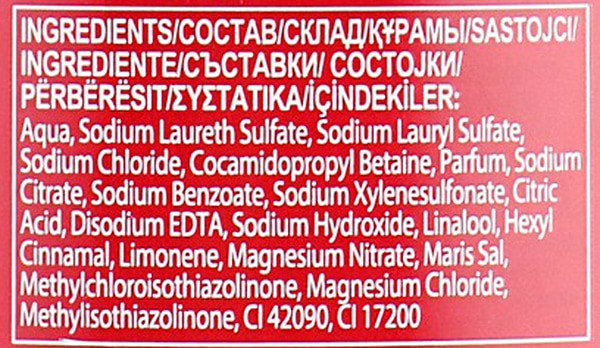 INGREDIENTS/СОСТАВ/СКЛАД/ҚҰРАМЫ/SASTOJCI/
INGREDIENTE/СЪСТАВКИ/ СОСТОЈКИ/
PËRBËRËSIT/ΣΥΣΤΑΤΙΚΑ/İÇİNDEKİLER:
Aqua, Sodium Laureth Sulfate, Sodium Lauryl Sulfate,
Sodium Chloride, Cocamidopropyl Betaine, Parfum, Sodium
Citrate, Sodium Benzoate, Sodium Xylenesulfonate, Citric
Acid, Disodium EDTA, Sodium Hydroxide, Linalool, Hexyl
Cinnamal, Limonene, Magnesium Nitrate, Maris Sal,
Methylchloroisothiazolinone, Magnesium Chloride,
Methylisothiazolinone, CI 42090, CI 17200